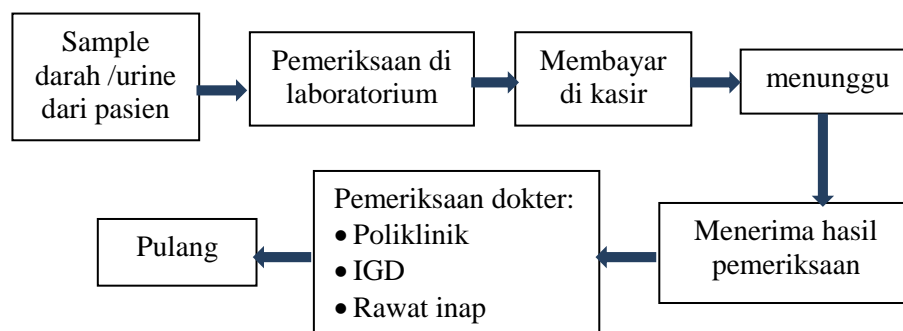 Sample
darah /urine
dari pasien
Pemeriksaan di
laboratorium
Membayar
di kasir
menunggu
Menerima hasil
pemeriksaan
Pemeriksaan dokter:
• Poliklinik
• IGD
• Rawat inap
Pulang